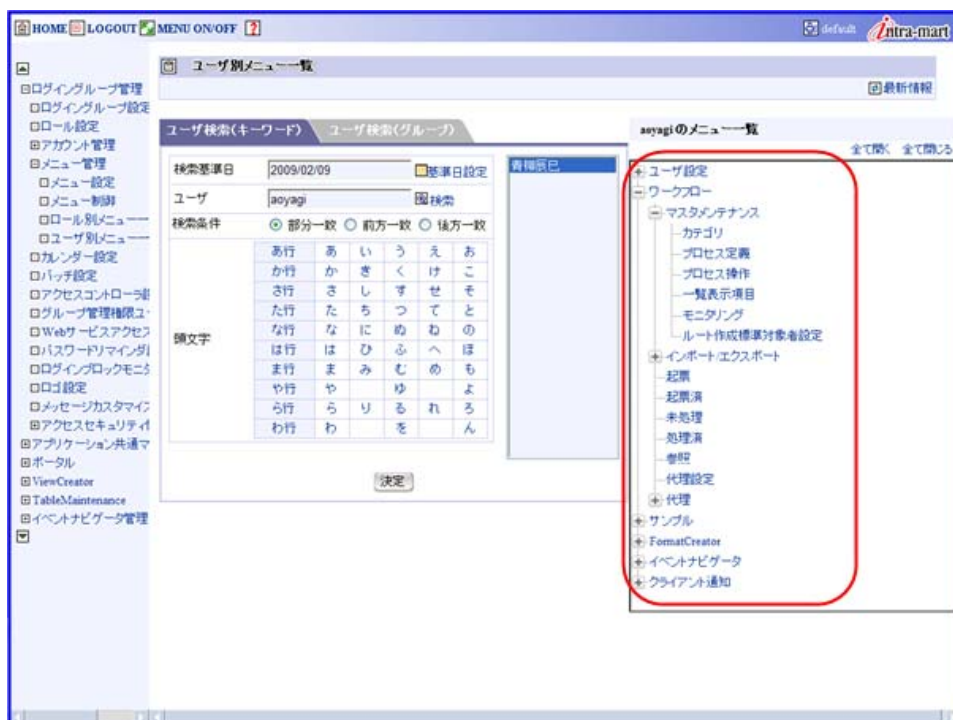 HOME LOGOUT MENU ON/OFF ? default intra-mart
ユーザ別メニュー一覧
最新情報
ログイングループ管理
ログイングループ設定
ロール設定
アカウント管理
メニュー管理
メニュー設定
メニュー制御
ロール別メニュー一
ユーザ別メニュー一
カレンダー設定
バッチ設定
アクセスコントローラ
グループ管理権限ユ
Webサービスアクセス
パスワードリマインダ
ログインブロックモニタ
ロゴ設定
メッセージカスタマイズ
アクセスセキュリティ
アプリケーション共通マ
ポータル
ViewCreator
TableMaintenance
イベントナビゲータ管理
ユーザ検索(キーワード) ユーザ検索(グループ)
検索基準日 2009/02/09 基準日設定
ユーザ aoyagi 検索
検索条件 部分一致 前方一致 後方一致
頭文字
あ行 あ い う え お
か行 か き く け こ
さ行 さ し す せ そ
た行 た ち つ て と
な行 な に ぬ ね の
は行 は ひ ふ へ ほ
ま行 ま み む め も
や行 や ゆ よ
ら行 ら り る れ ろ
わ行 わ を ん
決定
青柳辰巳
aoyagiのメニュー一覧
全て開く 全て閉じる
ユーザ設定
ワークフロー
マスタメンテナンス
カテゴリ
プロセス定義
プロセス操作
一覧表示項目
モニタリング
ルート作成標準対象者設定
インポート/エクスポート
起票
起票済
未処理
処理済
参照
代理設定
代理
サンプル
FormatCreator
イベントナビゲータ
クライアント通知